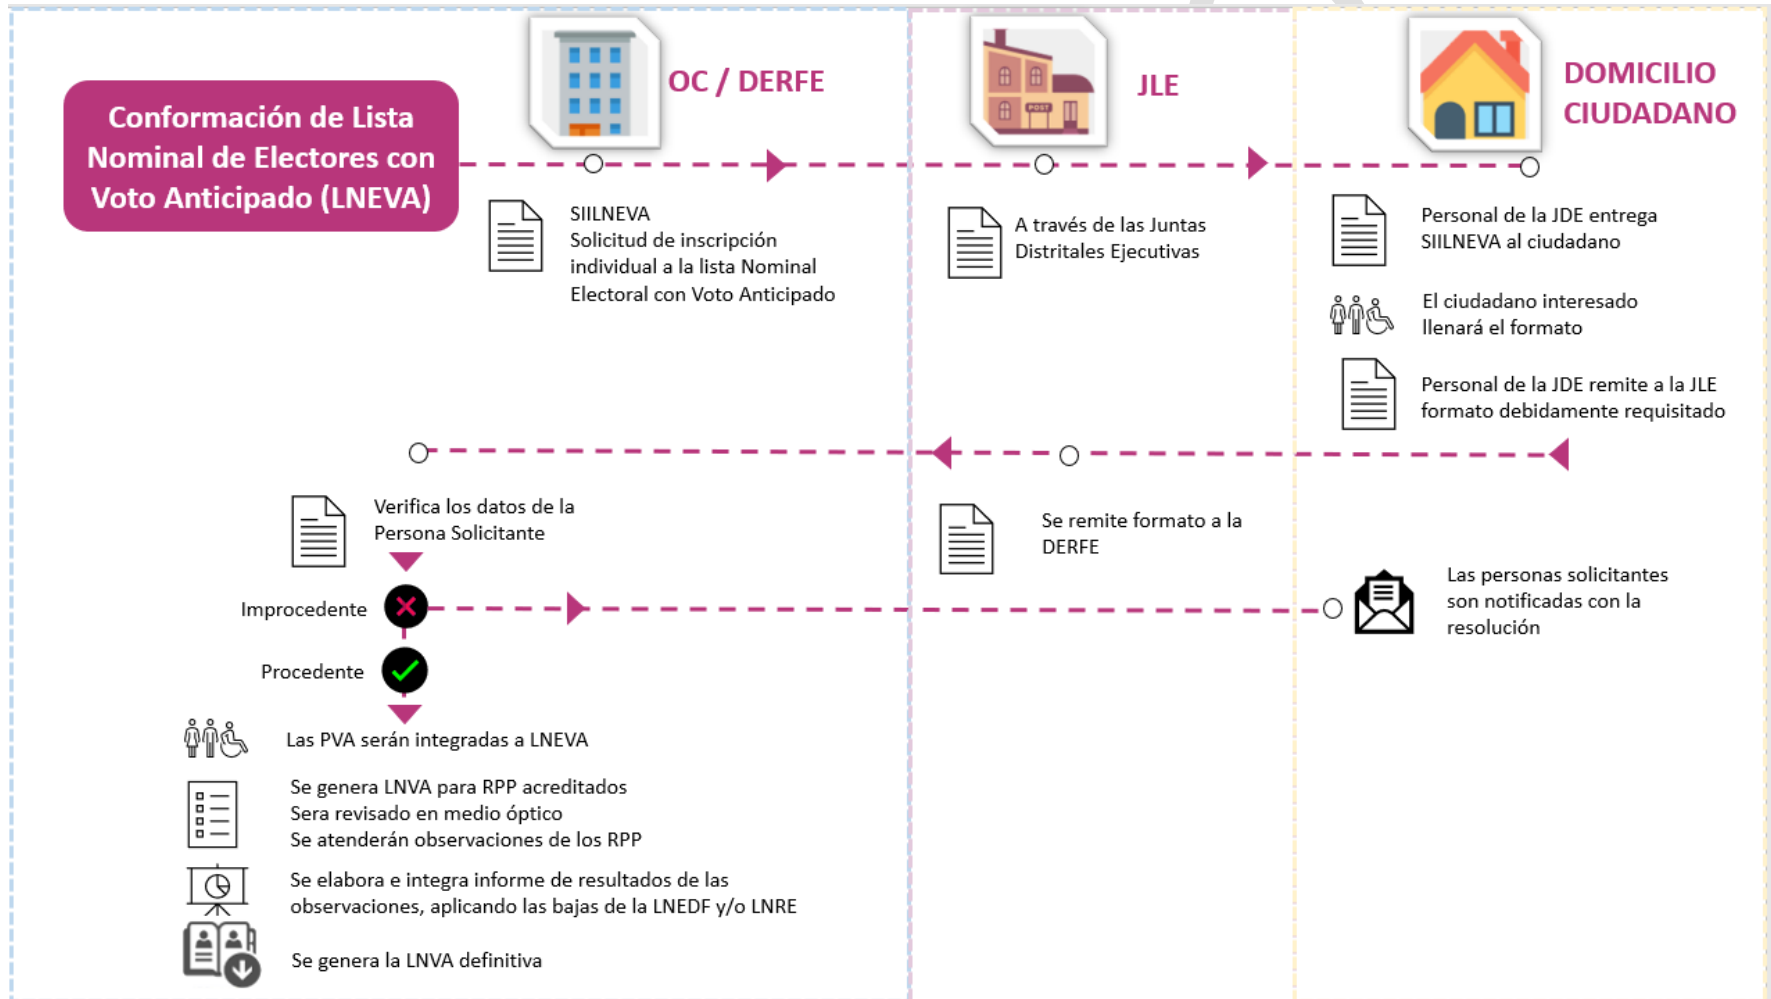 Conformación de Lista
Nominal de Electores con
Voto Anticipado (LNEVA)
OC / DERFE
JLE
POST
DOMICILIO
CIUDADANO
SIILNEVA
Solicitud de inscripción
individual a la lista Nominal
Electoral con Voto Anticipado
A través de las Juntas
Distritales Ejecutivas
Personal de la JDE entrega
SIILNEVA al ciudadano
El ciudadano interesado
llenará el formato
Personal de la JDE remite a la JLE
formato debidamente requisitado
Verifica los datos de la
Persona Solicitante
Se remite formato a la
DERFE
Improcedente
Las personas solicitantes
son notificadas con la
resolución
Procedente
Las PVA serán integradas a LNEVA
Se genera LNVA para RPP acreditados
Sera revisado en medio óptico
Se atenderán observaciones de los RPP
Se elabora e integra informe de resultados de las
observaciones, aplicando las bajas de la LNEDF y/o LNRE
Se genera la LNVA definitiva